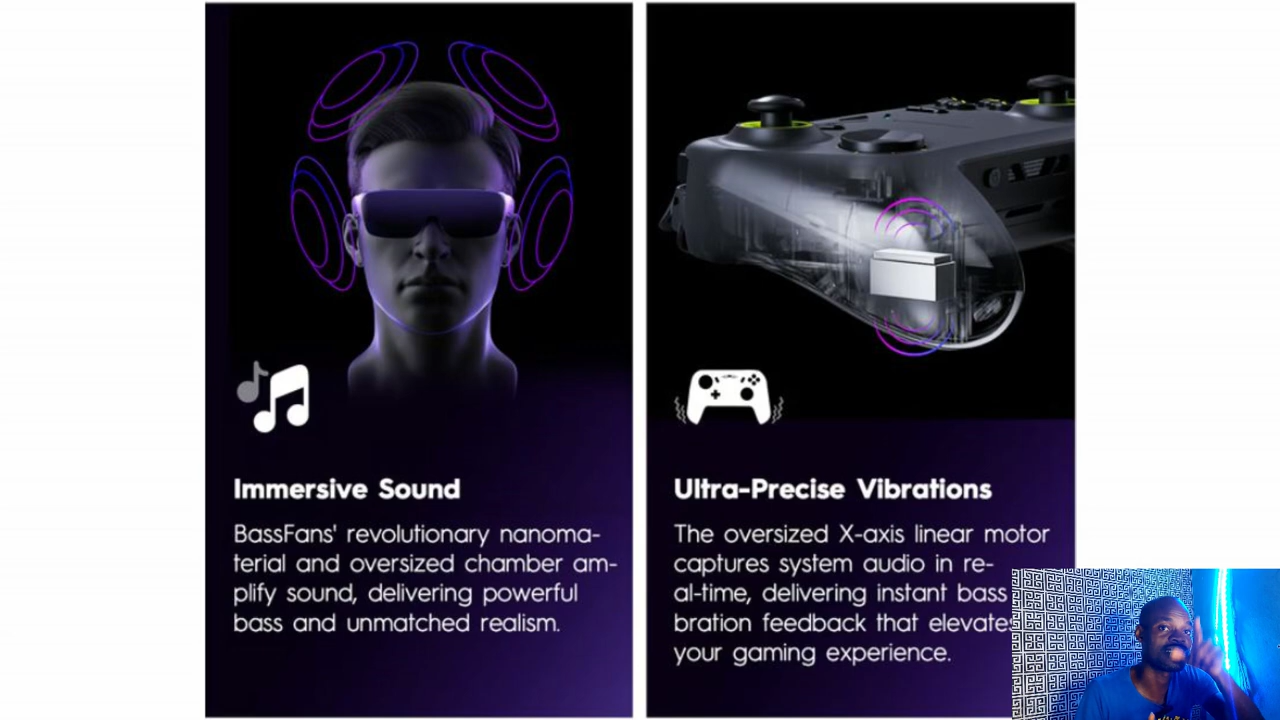 Immersive Sound
BassFans' revolutionary nanoma-
terial and oversized chamber am-
plify sound, delivering powerful
bass and unmatched realism.
Ultra-Precise Vibrations
The oversized X-axis linear motor
captures system audio in re-
al-time, delivering instant bass
bration feedback that elevates
your gaming experience.